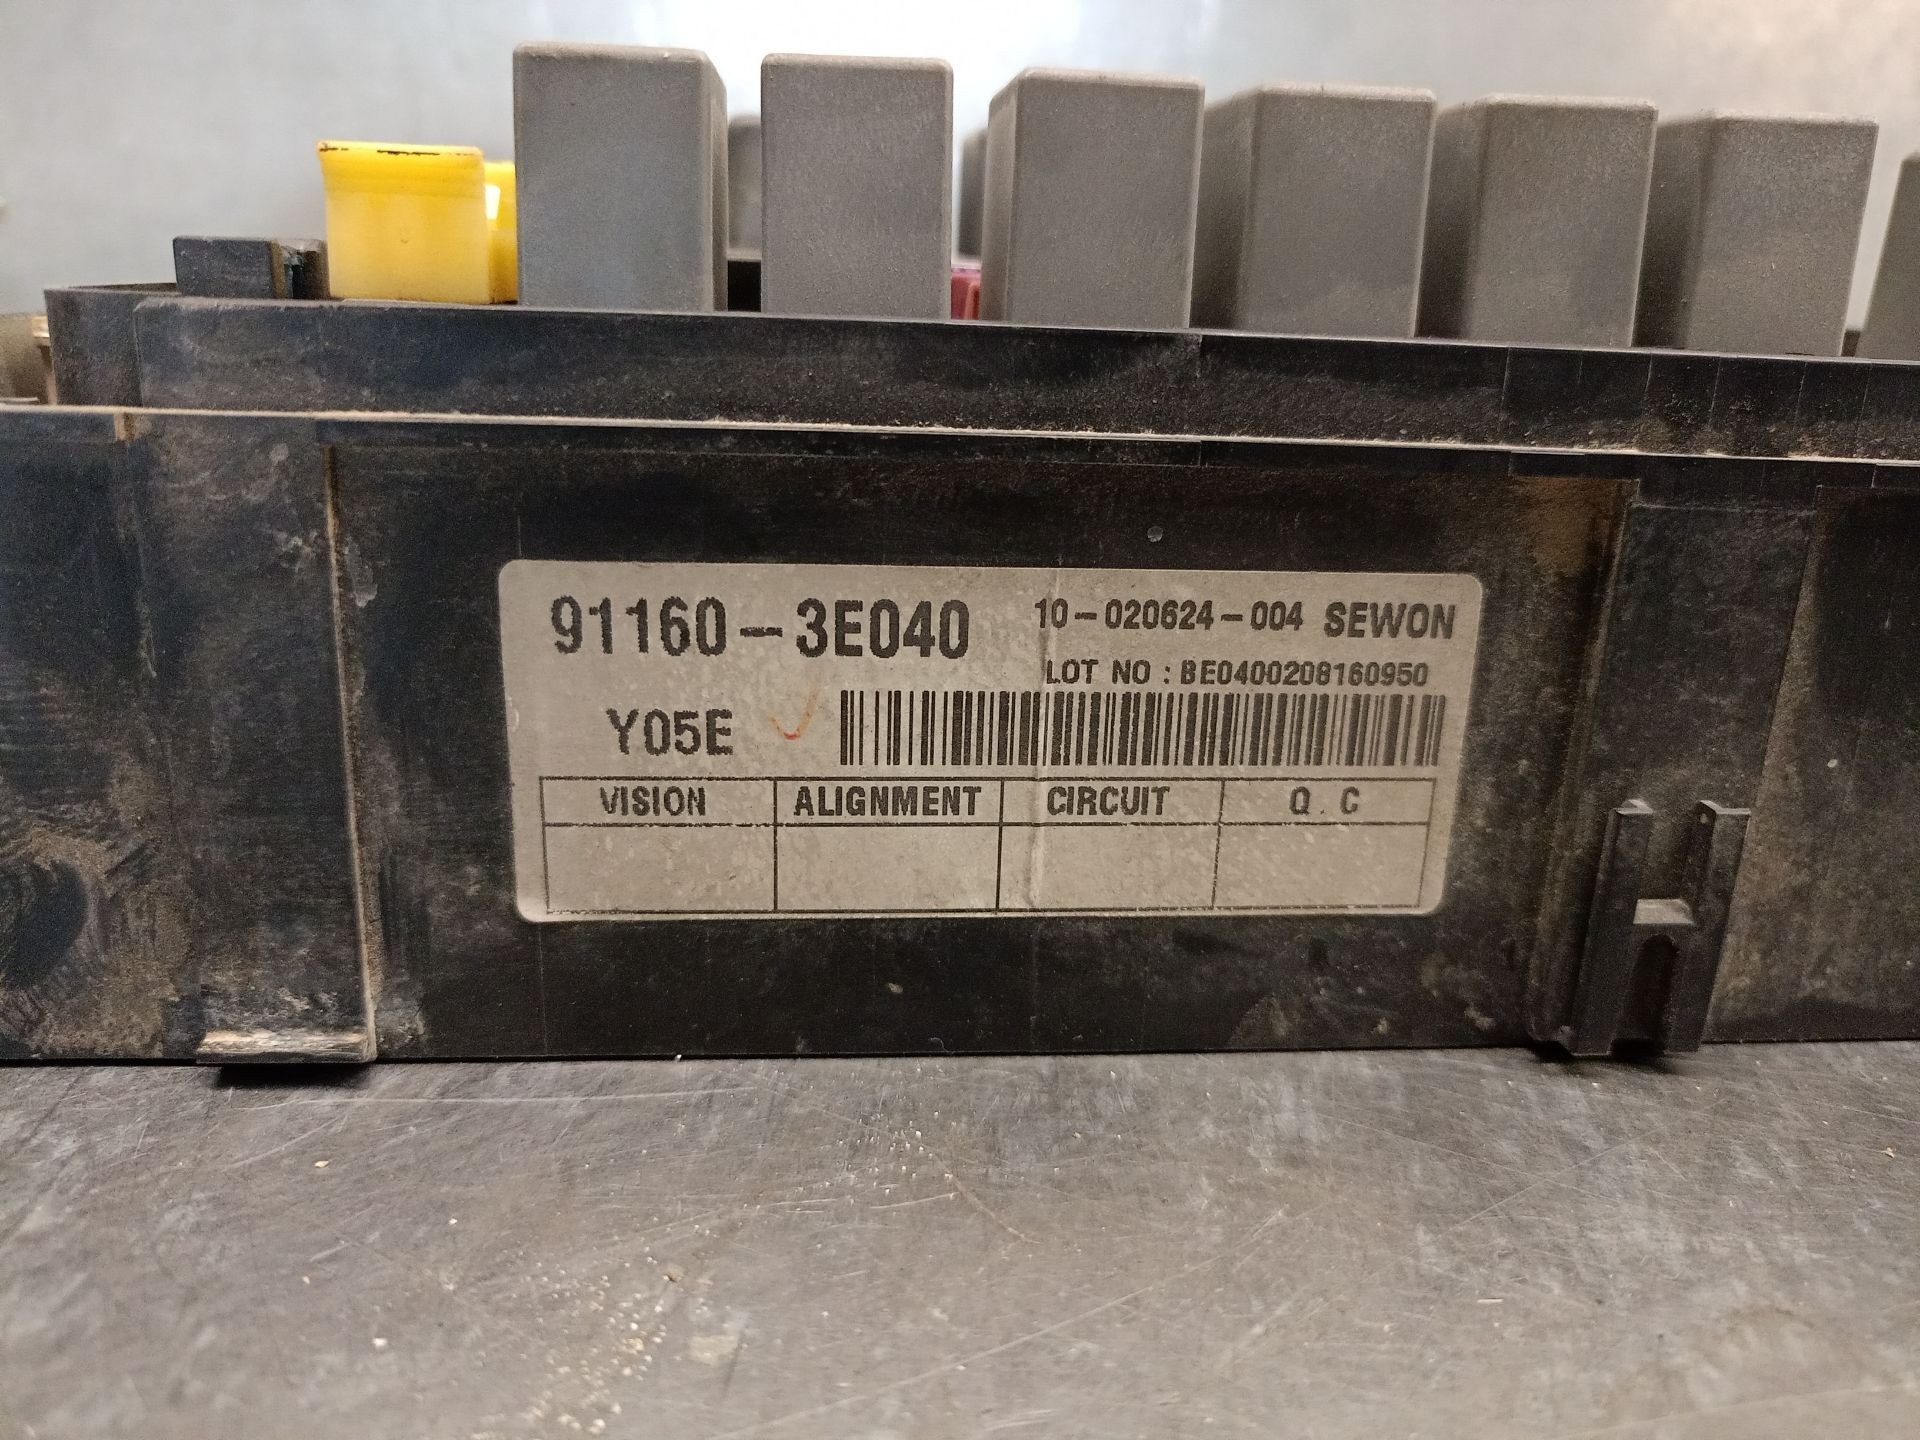 91160-3E040
10-020624-004 SEWON
LOT NO : BE0400208160950
Y05E
VISION ALIGNMENT CIRCUIT Q.C